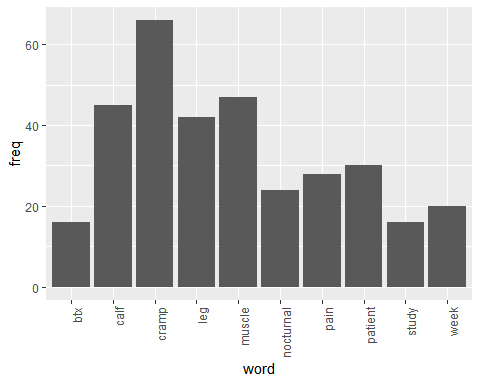 freq
60
40
20
0
btx
calf
cramp
leg
muscle
nocturnal
pain
patient
study
week
word